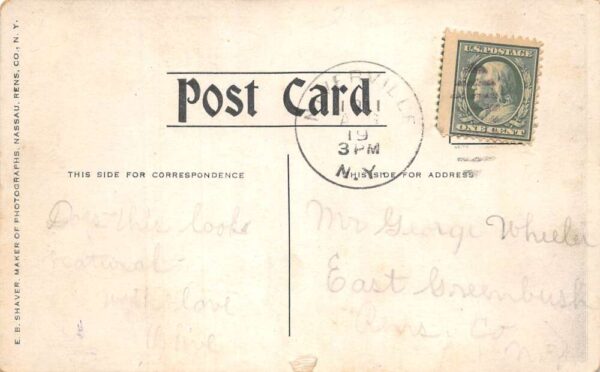 E. B. SHAVER, MAKER OF PHOTOGRAPHS, NASSAU, RENS, CO., N. Y.
Post Card
U.S. POSTAGE
ONE CENT
19
3 PM
N.Y.
THIS SIDE FOR CORRESPONDENCE
THIS SIDE FOR ADDRESS
Does this look
natural
with love
Mr George Wheeler
East Greenbush
Rens. Co
N.Y.